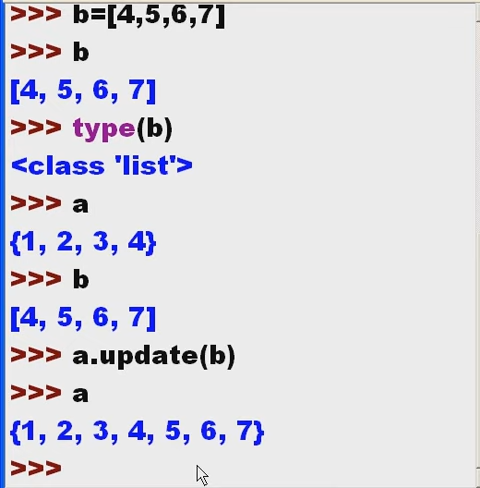 >>> b=[4,5,6,7]
>>> b
[4, 5, 6, 7]
>>> type(b)
<class 'list'>
>>> a
{1, 2, 3, 4}
>>> b
[4, 5, 6, 7]
>>> a.update(b)
>>> a
{1, 2, 3, 4, 5, 6, 7}
>>>